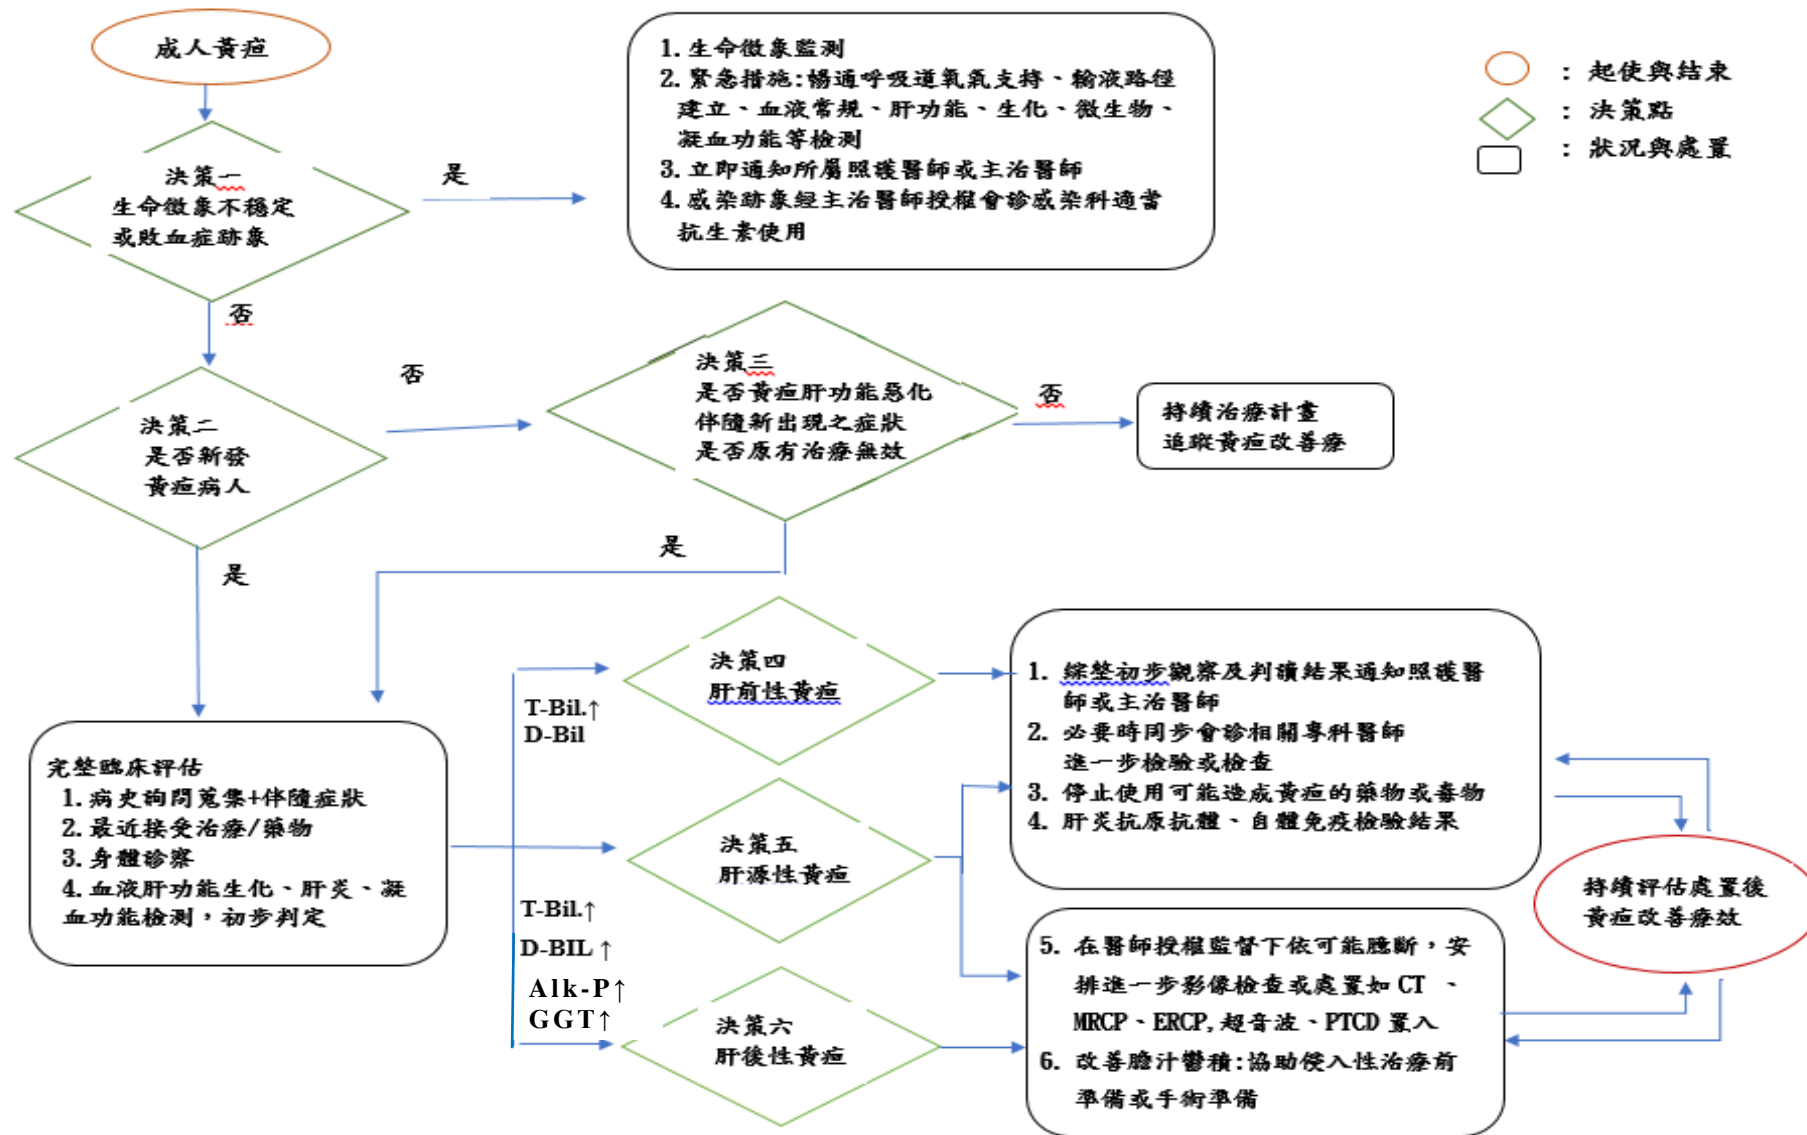 成人黃疸
1. 生命徵象監測
2. 緊急措施:暢通呼吸道氧氣支持、輸液路徑
建立、血液常規、肝功能、生化、微生物、
凝血功能等檢測
3. 立即通知所屬照護醫師或主治醫師
4. 感染跡象經主治醫師授權會診感染科適當
抗生素使用
: 起使與結束
: 決策點
: 狀況與處置
決策一
生命徵象不穩定
或敗血症跡象
是
否
決策二
是否新發
黃疸病人
否
決策三
是否黃疸肝功能惡化
伴隨新出現之症狀
是否原有治療無效
否
持續治療計畫
追蹤黃疸改善療
是
是
完整臨床評估
1. 病史詢問蒐集+伴隨症狀
2. 最近接受治療/藥物
3. 身體診察
4. 血液肝功能生化、肝炎、凝
血功能檢測，初步判定
T-Bil.↑
D-Bil
決策四
肝前性黃疸
決策五
肝源性黃疸
T-Bil.↑
D-BIL ↑
Alk-P↑
GGT↑
決策六
肝後性黃疸
1. 綜整初步觀察及判讀結果通知照護醫
師或主治醫師
2. 必要時同步會診相關專科醫師
進一步檢驗或檢查
3. 停止使用可能造成黃疸的藥物或毒物
4. 肝炎抗原抗體、自體免疫檢驗結果
5. 在醫師授權監督下依可能臆斷，安
排進一步影像檢查或處置如 CT 、
MRCP、ERCP,超音波、PTCD 置入
6. 改善膽汁鬱積:協助侵入性治療前
準備或手術準備
持續評估處置後
黃疸改善療效